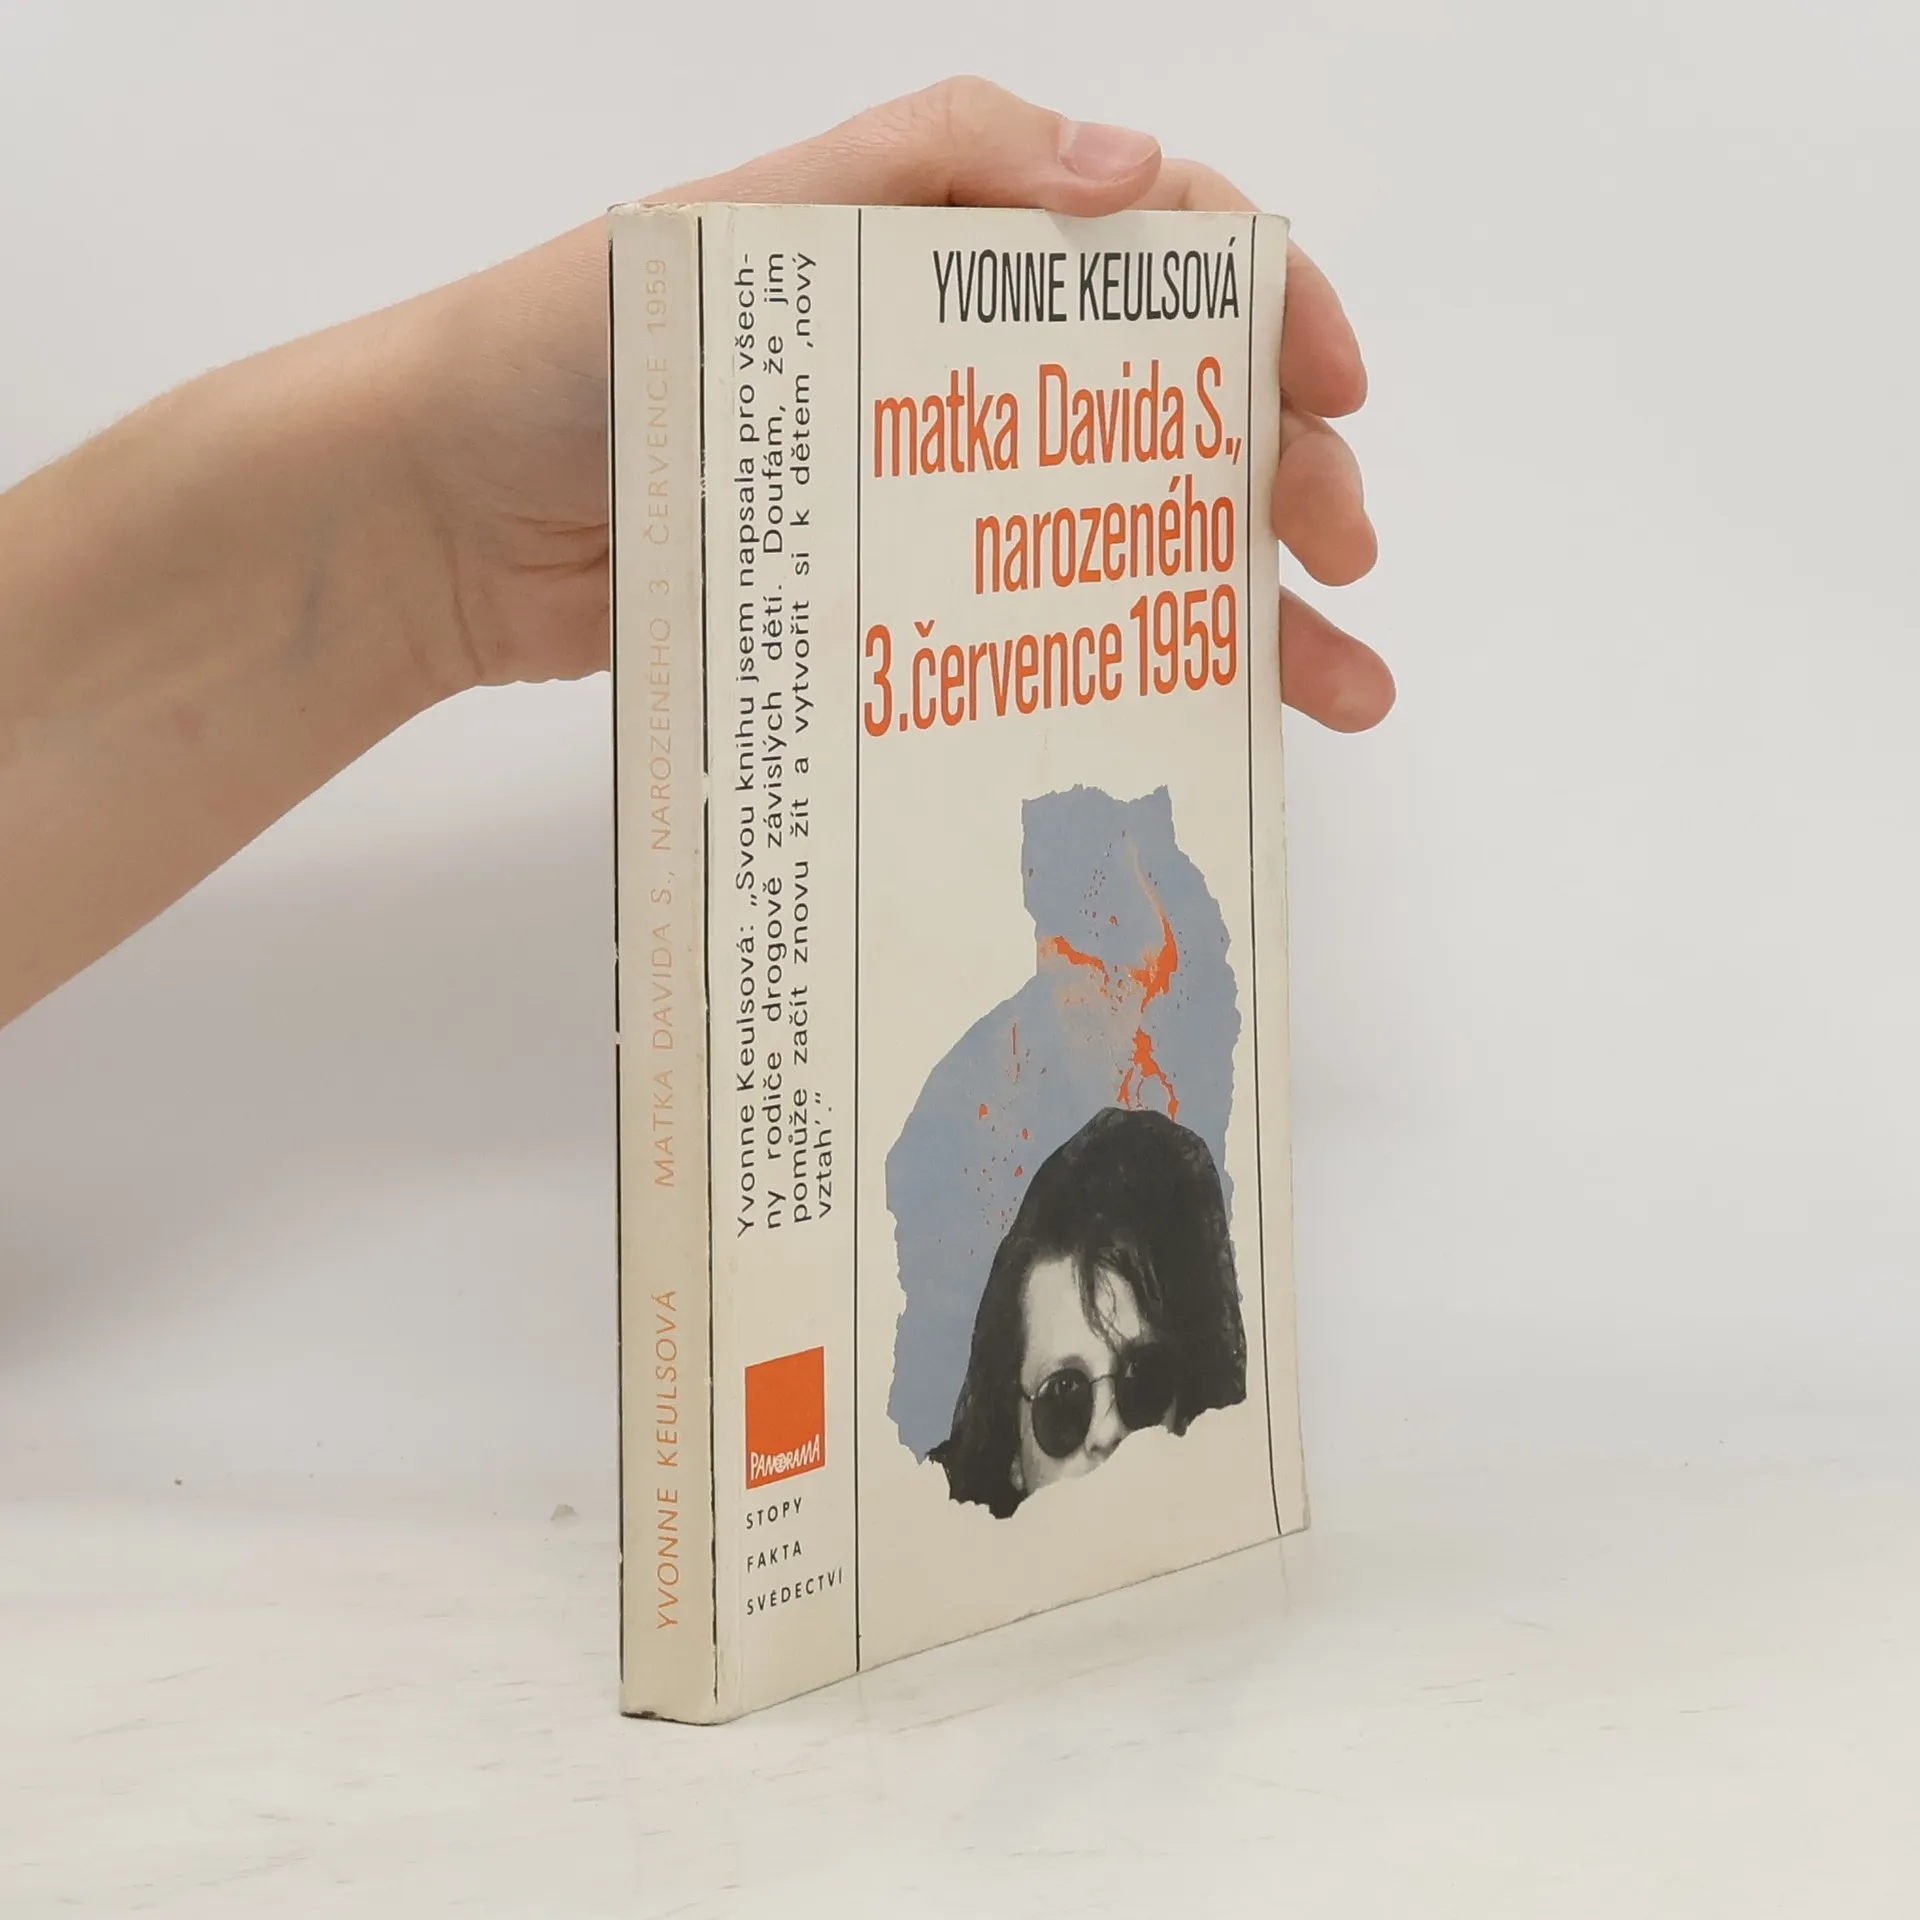 YVONNE KEULSOVÁ
matka Davida S.,
narozeného
3. července 1959
Yvonne Keulsová: „Svou knihu jsem napsala pro všech-
ny rodiče drogově závislých dětí. Doufám, že jim
pomůže začít znovu žít a vytvořit si k dětem ‚nový
vztah‘.“
PANORAMA
STOPY
FAKTA
SVĚDECTVÍ
YVONNE KEULSOVÁ MATKA DAVIDA S., NAROZENÉHO 3. ČERVENCE 1959